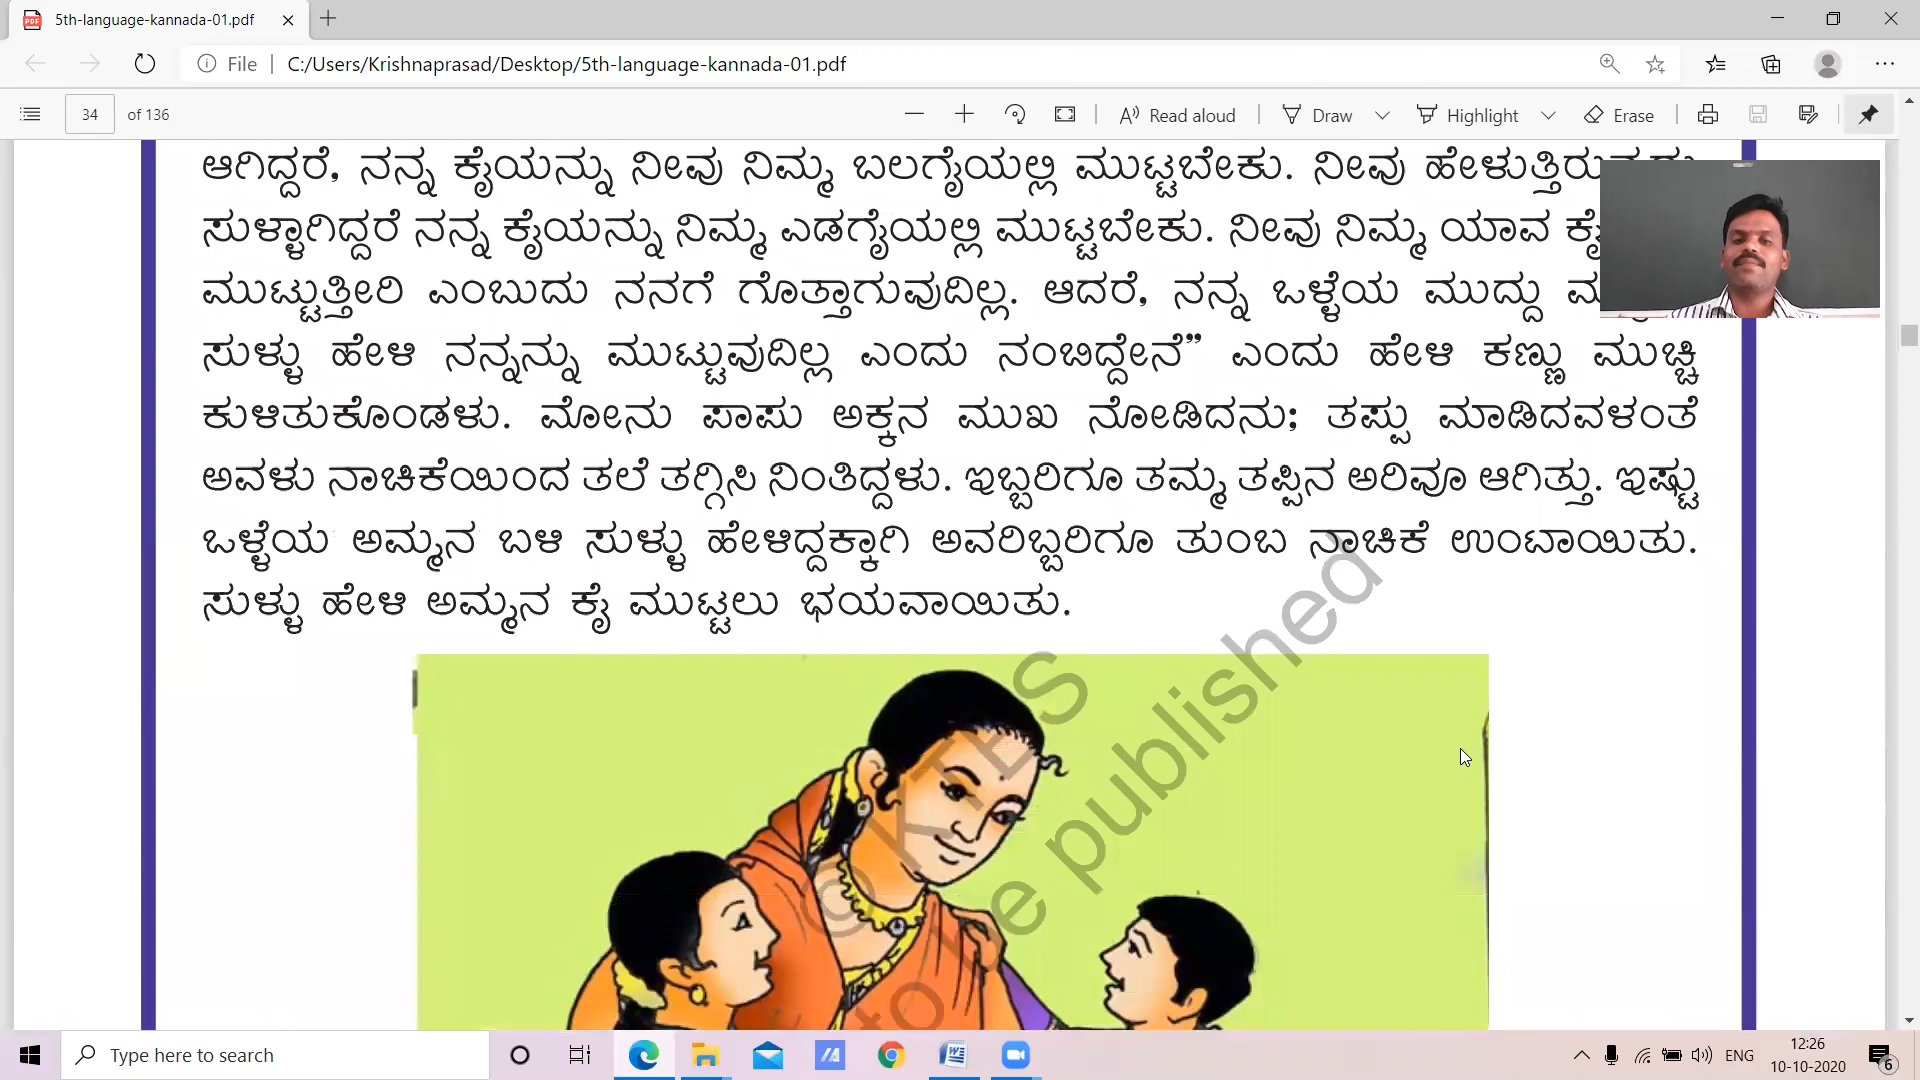 5th-language-kannada-01.pdf
File
C:/Users/Krishnaprasad/Desktop/5th-language-kannada-01.pdf
34 of 136
Read aloud
Draw
Highlight
Erase
ಆಗಿದ್ದರೆ, ನನ್ನ ಕೈಯನ್ನು ನೀವು ನಿಮ್ಮ ಬಲಗೈಯಲ್ಲಿ ಮುಟ್ಟಬೇಕು. ನೀವು
ಸುಳ್ಳಾಗಿದ್ದರೆ ನನ್ನ ಕೈಯನ್ನು ನಿಮ್ಮ ಎಡಗೈಯಲ್ಲಿ ಮುಟ್ಟಬೇಕು. ನೀವು ನಿಮ್ಮ ಯಾವ
ಮುಟ್ಟುತ್ತೀರಿ ಎಂಬುದು ನನಗೆ ಗೊತ್ತಾಗುವುದಿಲ್ಲ. ಆದರೆ, ನನ್ನ ಒಳ್ಳೆಯ ಮುದ್ದು
ಸುಳ್ಳು ಹೇಳಿ ನನ್ನನ್ನು ಮುಟ್ಟುವುದಿಲ್ಲ ಎಂದು ನಂಬಿದ್ದೇನೆ” ಎಂದು ಹೇಳಿ ಕಣ್ಣು ಮುಚ್ಚಿ
ಕುಳಿತುಕೊಂಡಳು. ಮೋನು ಪಾಪು ಅಕ್ಕನ ಮುಖ ನೋಡಿದನು; ತಪ್ಪು ಮಾಡಿದವಳಂತೆ
ಅವಳು ನಾಚಿಕೆಯಿಂದ ತಲೆ ತಗ್ಗಿಸಿ ನಿಂತಿದ್ದಳು. ಇಬ್ಬರಿಗೂ ತಮ್ಮ ತಪ್ಪಿನ ಅರಿವೂ ಆಗಿತ್ತು. ಇಷ್ಟು
ಒಳ್ಳೆಯ ಅಮ್ಮನ ಬಳಿ ಸುಳ್ಳು ಹೇಳಿದ್ದಕ್ಕಾಗಿ ಅವರಿಬ್ಬರಿಗೂ ತುಂಬ ನಾಚಿಕೆ ಉಂಟಾಯಿತು.
ಸುಳ್ಳು ಹೇಳಿ ಅಮ್ಮನ ಕೈ ಮುಟ್ಟಲು ಭಯವಾಯಿತು.
© KTBS
to be published
Type here to search
ENG
12:26
10-10-2020
6